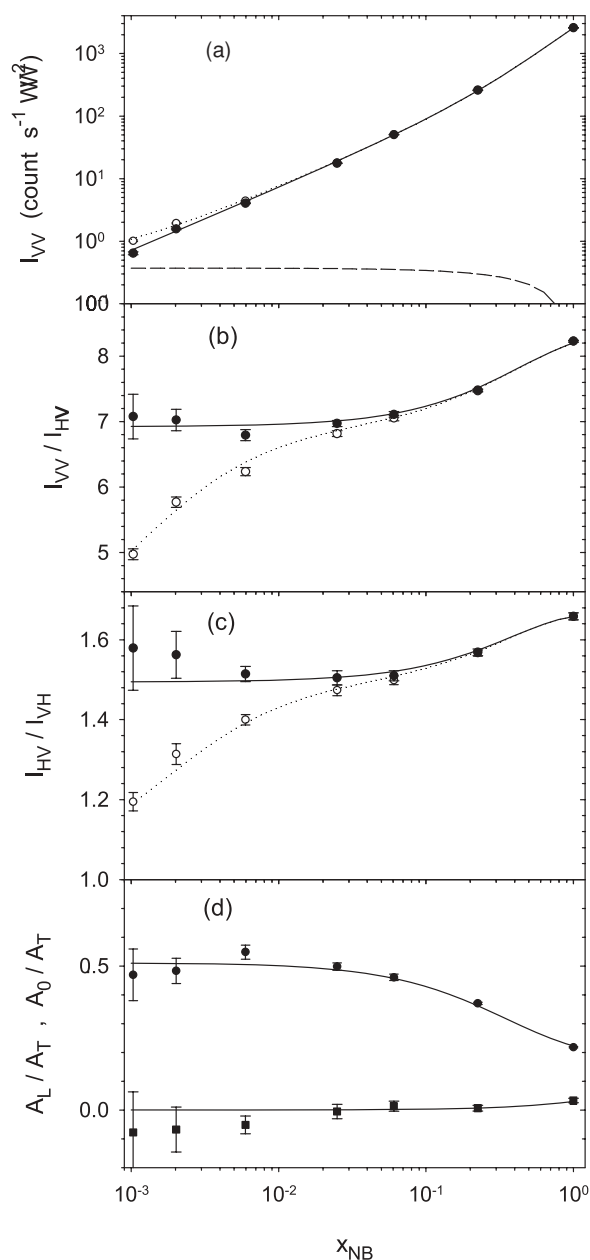 (a)
10³
10²
10¹
10⁰
I_VV (count s⁻¹ W⁻²)
(b)
8
7
6
5
I_VV / I_HV
(c)
1.6
1.4
1.2
1.0
I_HV / I_VH
(d)
0.5
0.0
A_L / A_T , A_0 / A_T
10⁻³ 10⁻² 10⁻¹ 10⁰
x_NB